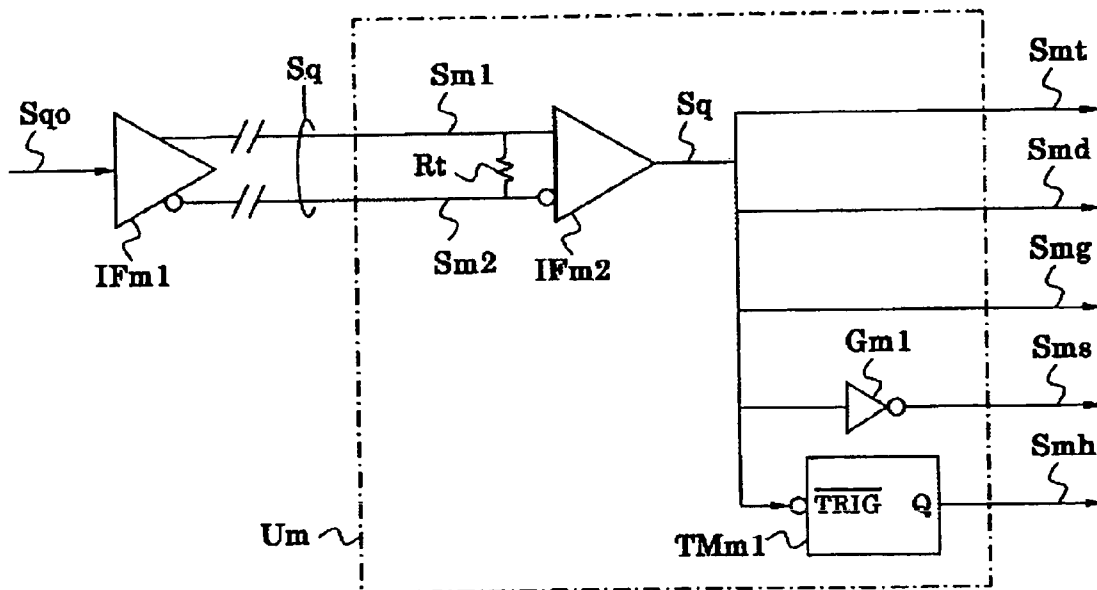 Sqo
IFm1
Sq
Sm1
Rt
Sm2
IFm2
Sq
Smt
Smd
Smg
Gm1
Sms
TRIG Q
Smh
TMm1
Um